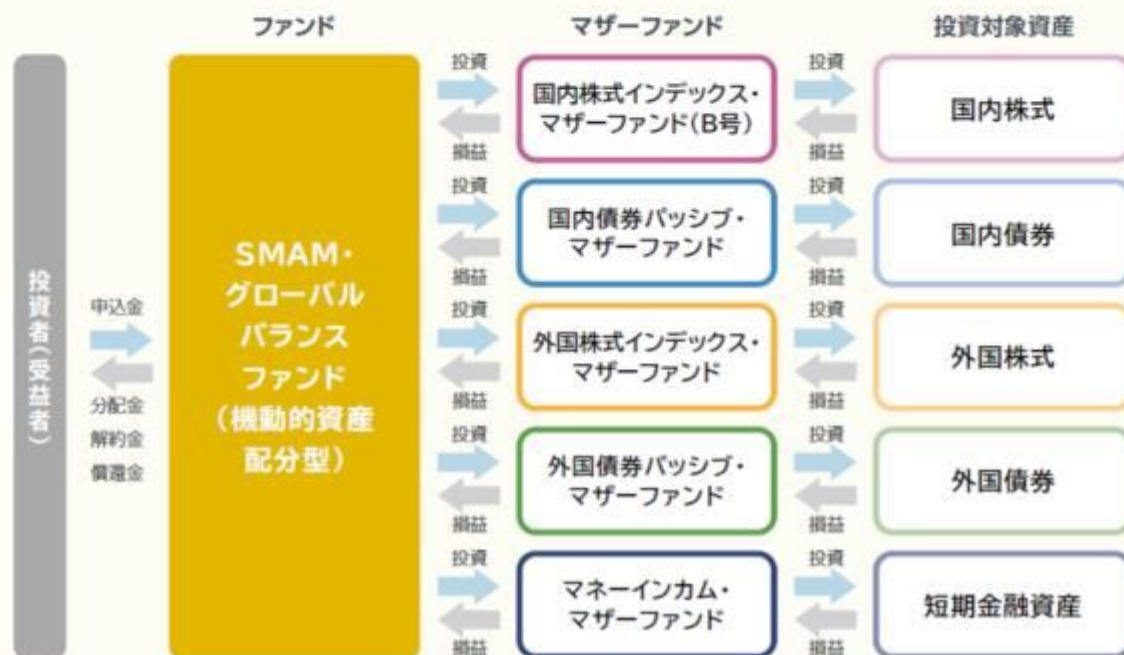 ファンド
マザーファンド
投資対象資産
投資者(受益者)
申込金
分配金
解約金
償還金
SMAM・
グローバル
バランス
ファンド
(機動的資産
配分型)
投資
損益
国内株式インデックス・
マザーファンド(B号)
投資
損益
国内株式
投資
損益
国内債券パッシブ・
マザーファンド
投資
損益
国内債券
投資
損益
外国株式インデックス・
マザーファンド
投資
損益
外国株式
投資
損益
外国債券パッシブ・
マザーファンド
投資
損益
外国債券
投資
損益
マネーインカム・
マザーファンド
投資
損益
短期金融資産